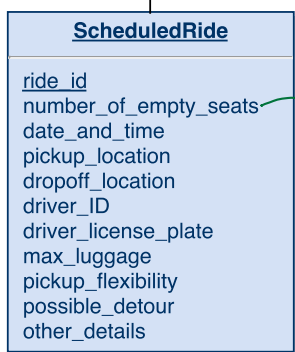 ScheduledRide
ride_id
number_of_empty_seats
date_and_time
pickup_location
dropoff_location
driver_ID
driver_license_plate
max_luggage
pickup_flexibility
possible_detour
other_details